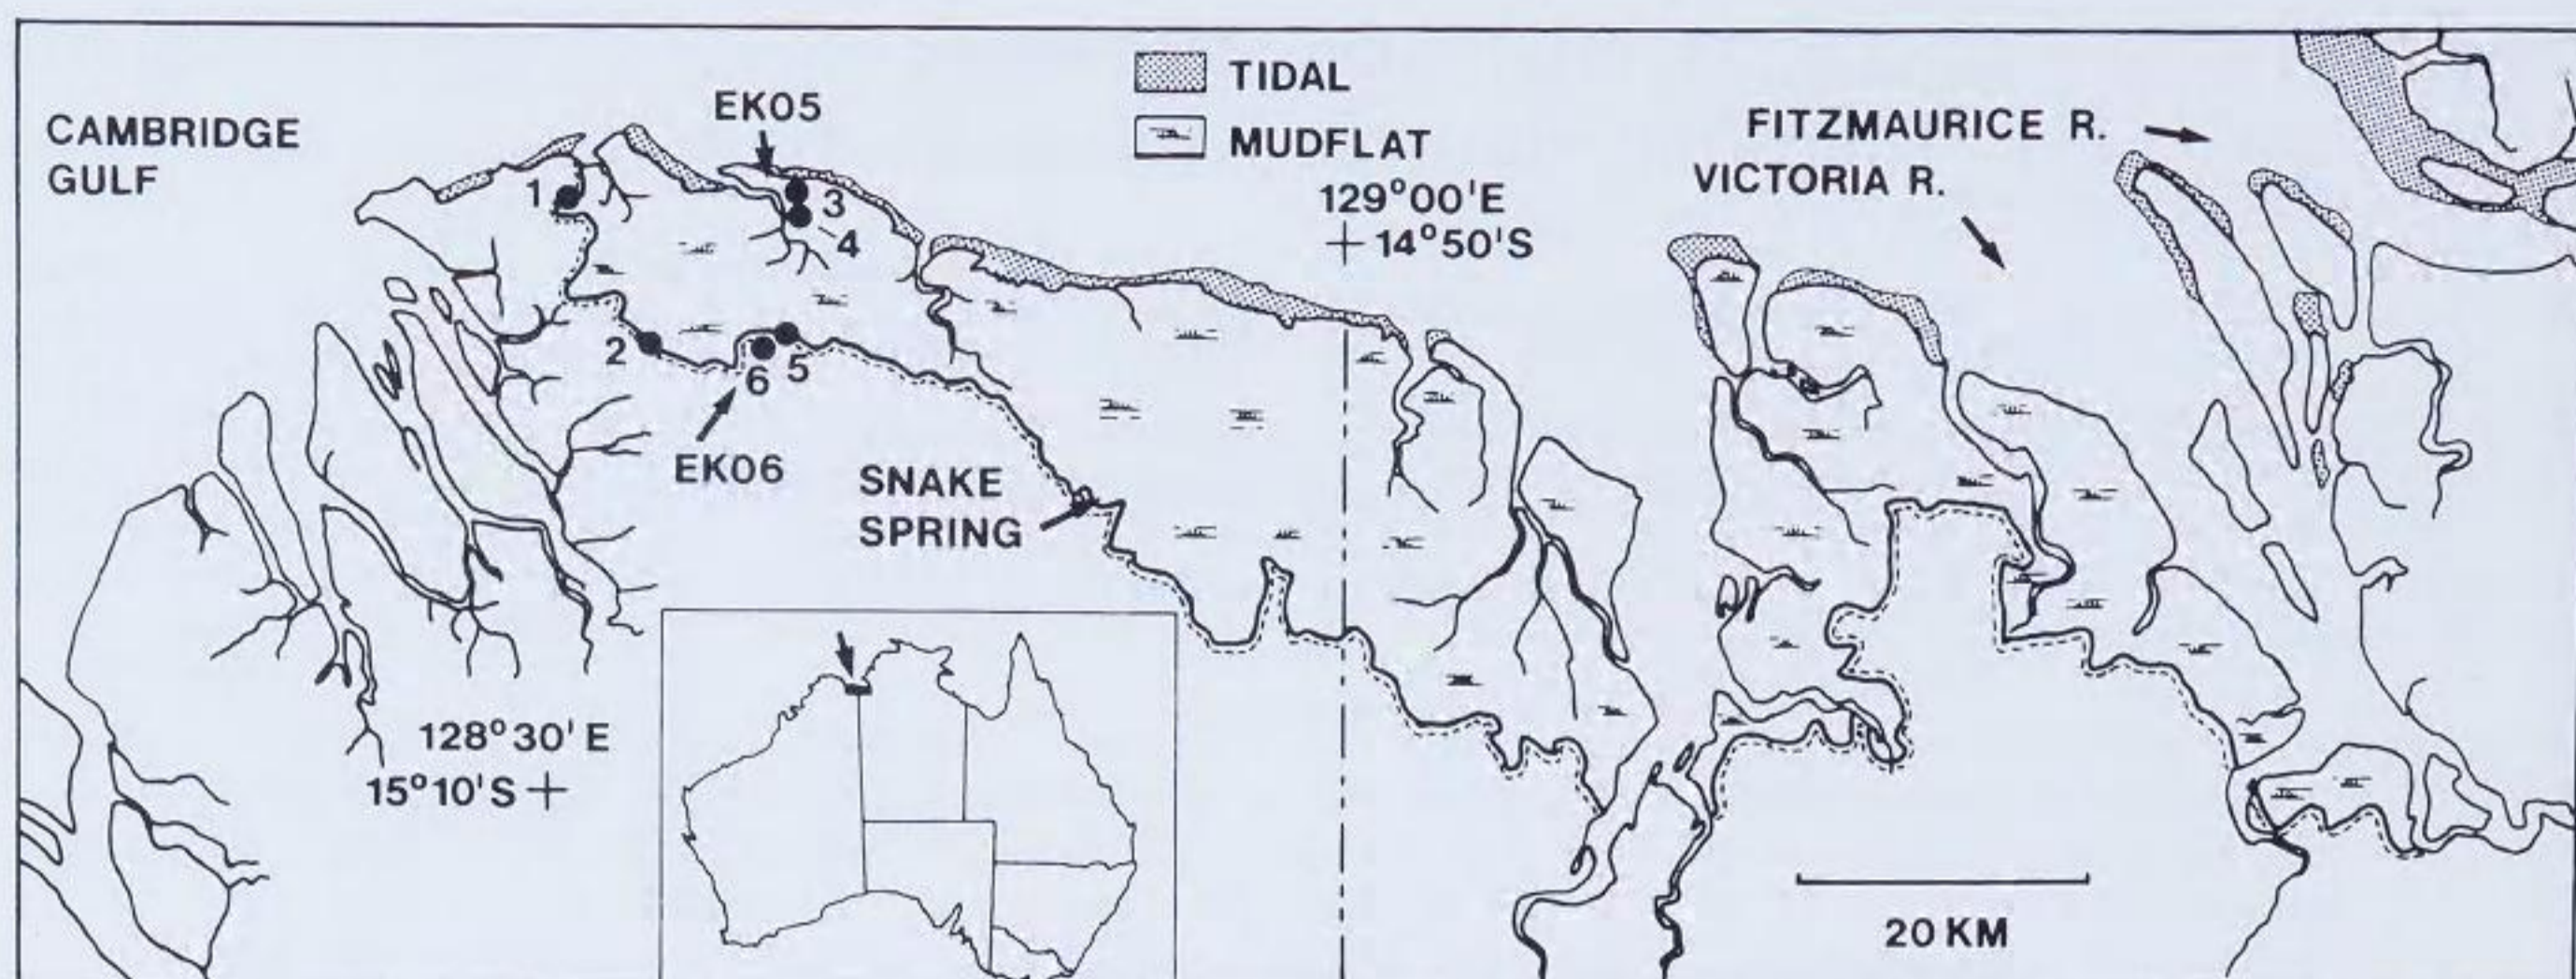 CAMBRIDGE
GULF
EK05
TIDAL
MUDFLAT
129°00'E
+ 14°50'S
FITZMAURICE R.
VICTORIA R.
1
3
4
2
6
5
EK06
SNAKE
SPRING
128°30'E
15°10'S +
20 KM